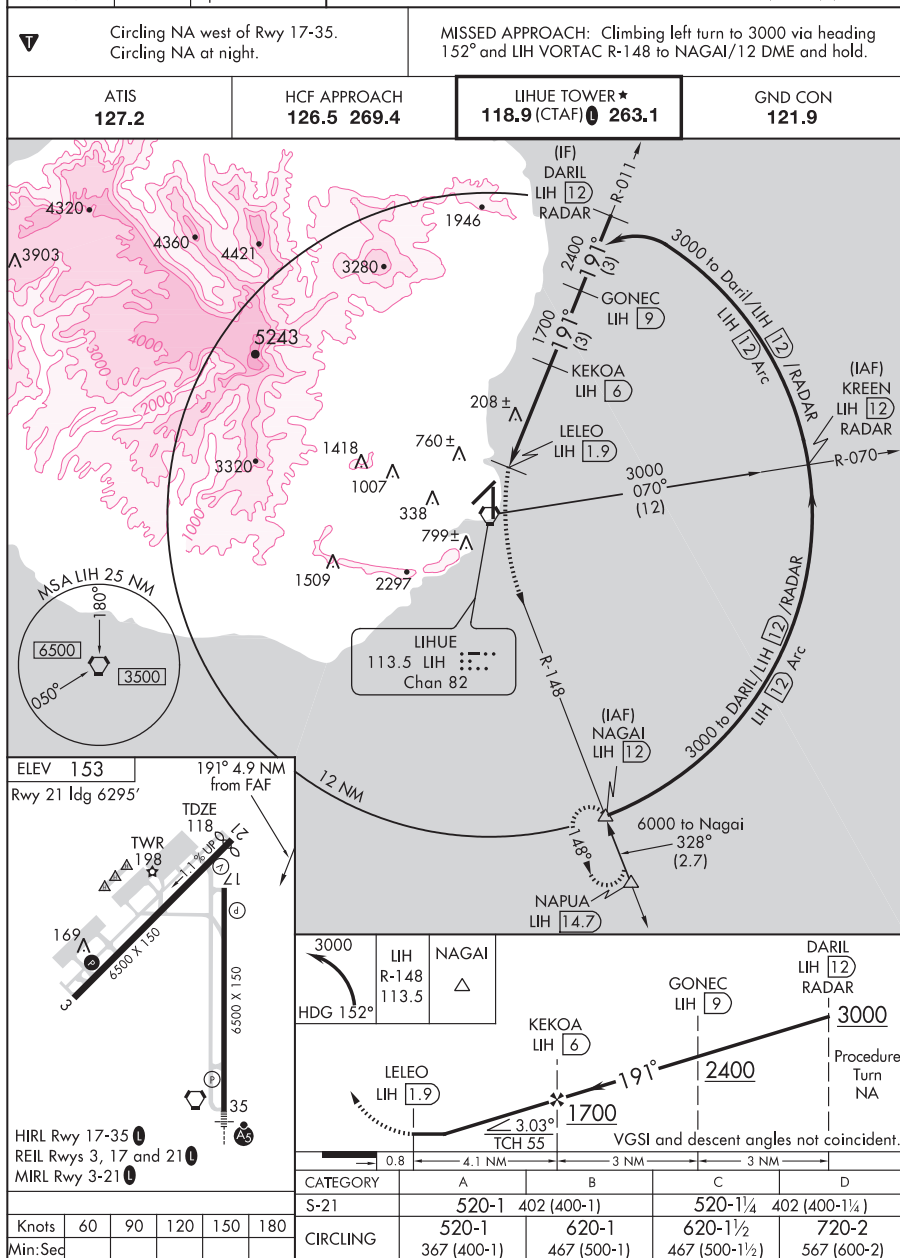 T
Circling NA west of Rwy 17-35.
Circling NA at night.
MISSED APPROACH: Climbing left turn to 3000 via heading
152° and LIH VORTAC R-148 to NAGAI/12 DME and hold.
ATIS
127.2
HCF APPROACH
126.5 269.4
LIHUE TOWER★
118.9 (CTAF) L 263.1
GND CON
121.9
(IF)
DARIL
LIH 12
RADAR
R-011
4320
3903
4360
4421
1946
3280
5243
4000
3000
2000
1000
3320
2400
191°
(3)
GONEC
LIH 9
1700
191°
(3)
KEKOA
LIH 6
3000 to Daril/LIH 12/RADAR
LIH 12 Arc
(IAF)
KREEN
LIH 12
RADAR
R-070
208±
LELEO
LIH 1.9
1418
760±
1007
338
3000
070°
(12)
799±
1509
2297
MSA LIH 25 NM
180°
6500
3500
050°
LIHUE
113.5 LIH
Chan 82
R-148
3000 to DARIL/LIH 12/RADAR
LIH 12 Arc
(IAF)
NAGAI
LIH 12
12 NM
148°
6000 to Nagai
328°
(2.7)
NAPUA
LIH 14.7
ELEV 153
Rwy 21 ldg 6295'
191° 4.9 NM
from FAF
TDZE
118
21
TWR
198
1.1% UP
V
17
P
169
P
6500 X 150
3
6500 X 150
P
35
A5
HIRL Rwy 17-35 L
REIL Rwys 3, 17 and 21 L
MIRL Rwy 3-21 L
Knots 60 90 120 150 180
Min:Sec
3000
HDG 152°
LIH
R-148
113.5
NAGAI
DARIL
LIH 12
RADAR
GONEC
LIH 9
3000
KEKOA
LIH 6
191°
2400
Procedure
Turn
NA
LELEO
LIH 1.9
1700
3.03°
TCH 55
VGSI and descent angles not coincident.
0.8 4.1 NM 3 NM 3 NM
CATEGORY A B C D
S-21 520-1 402 (400-1) 520-1¼ 402 (400-1¼)
CIRCLING 520-1 620-1 620-1½ 720-2
367 (400-1) 467 (500-1) 467 (500-1½) 567 (600-2)